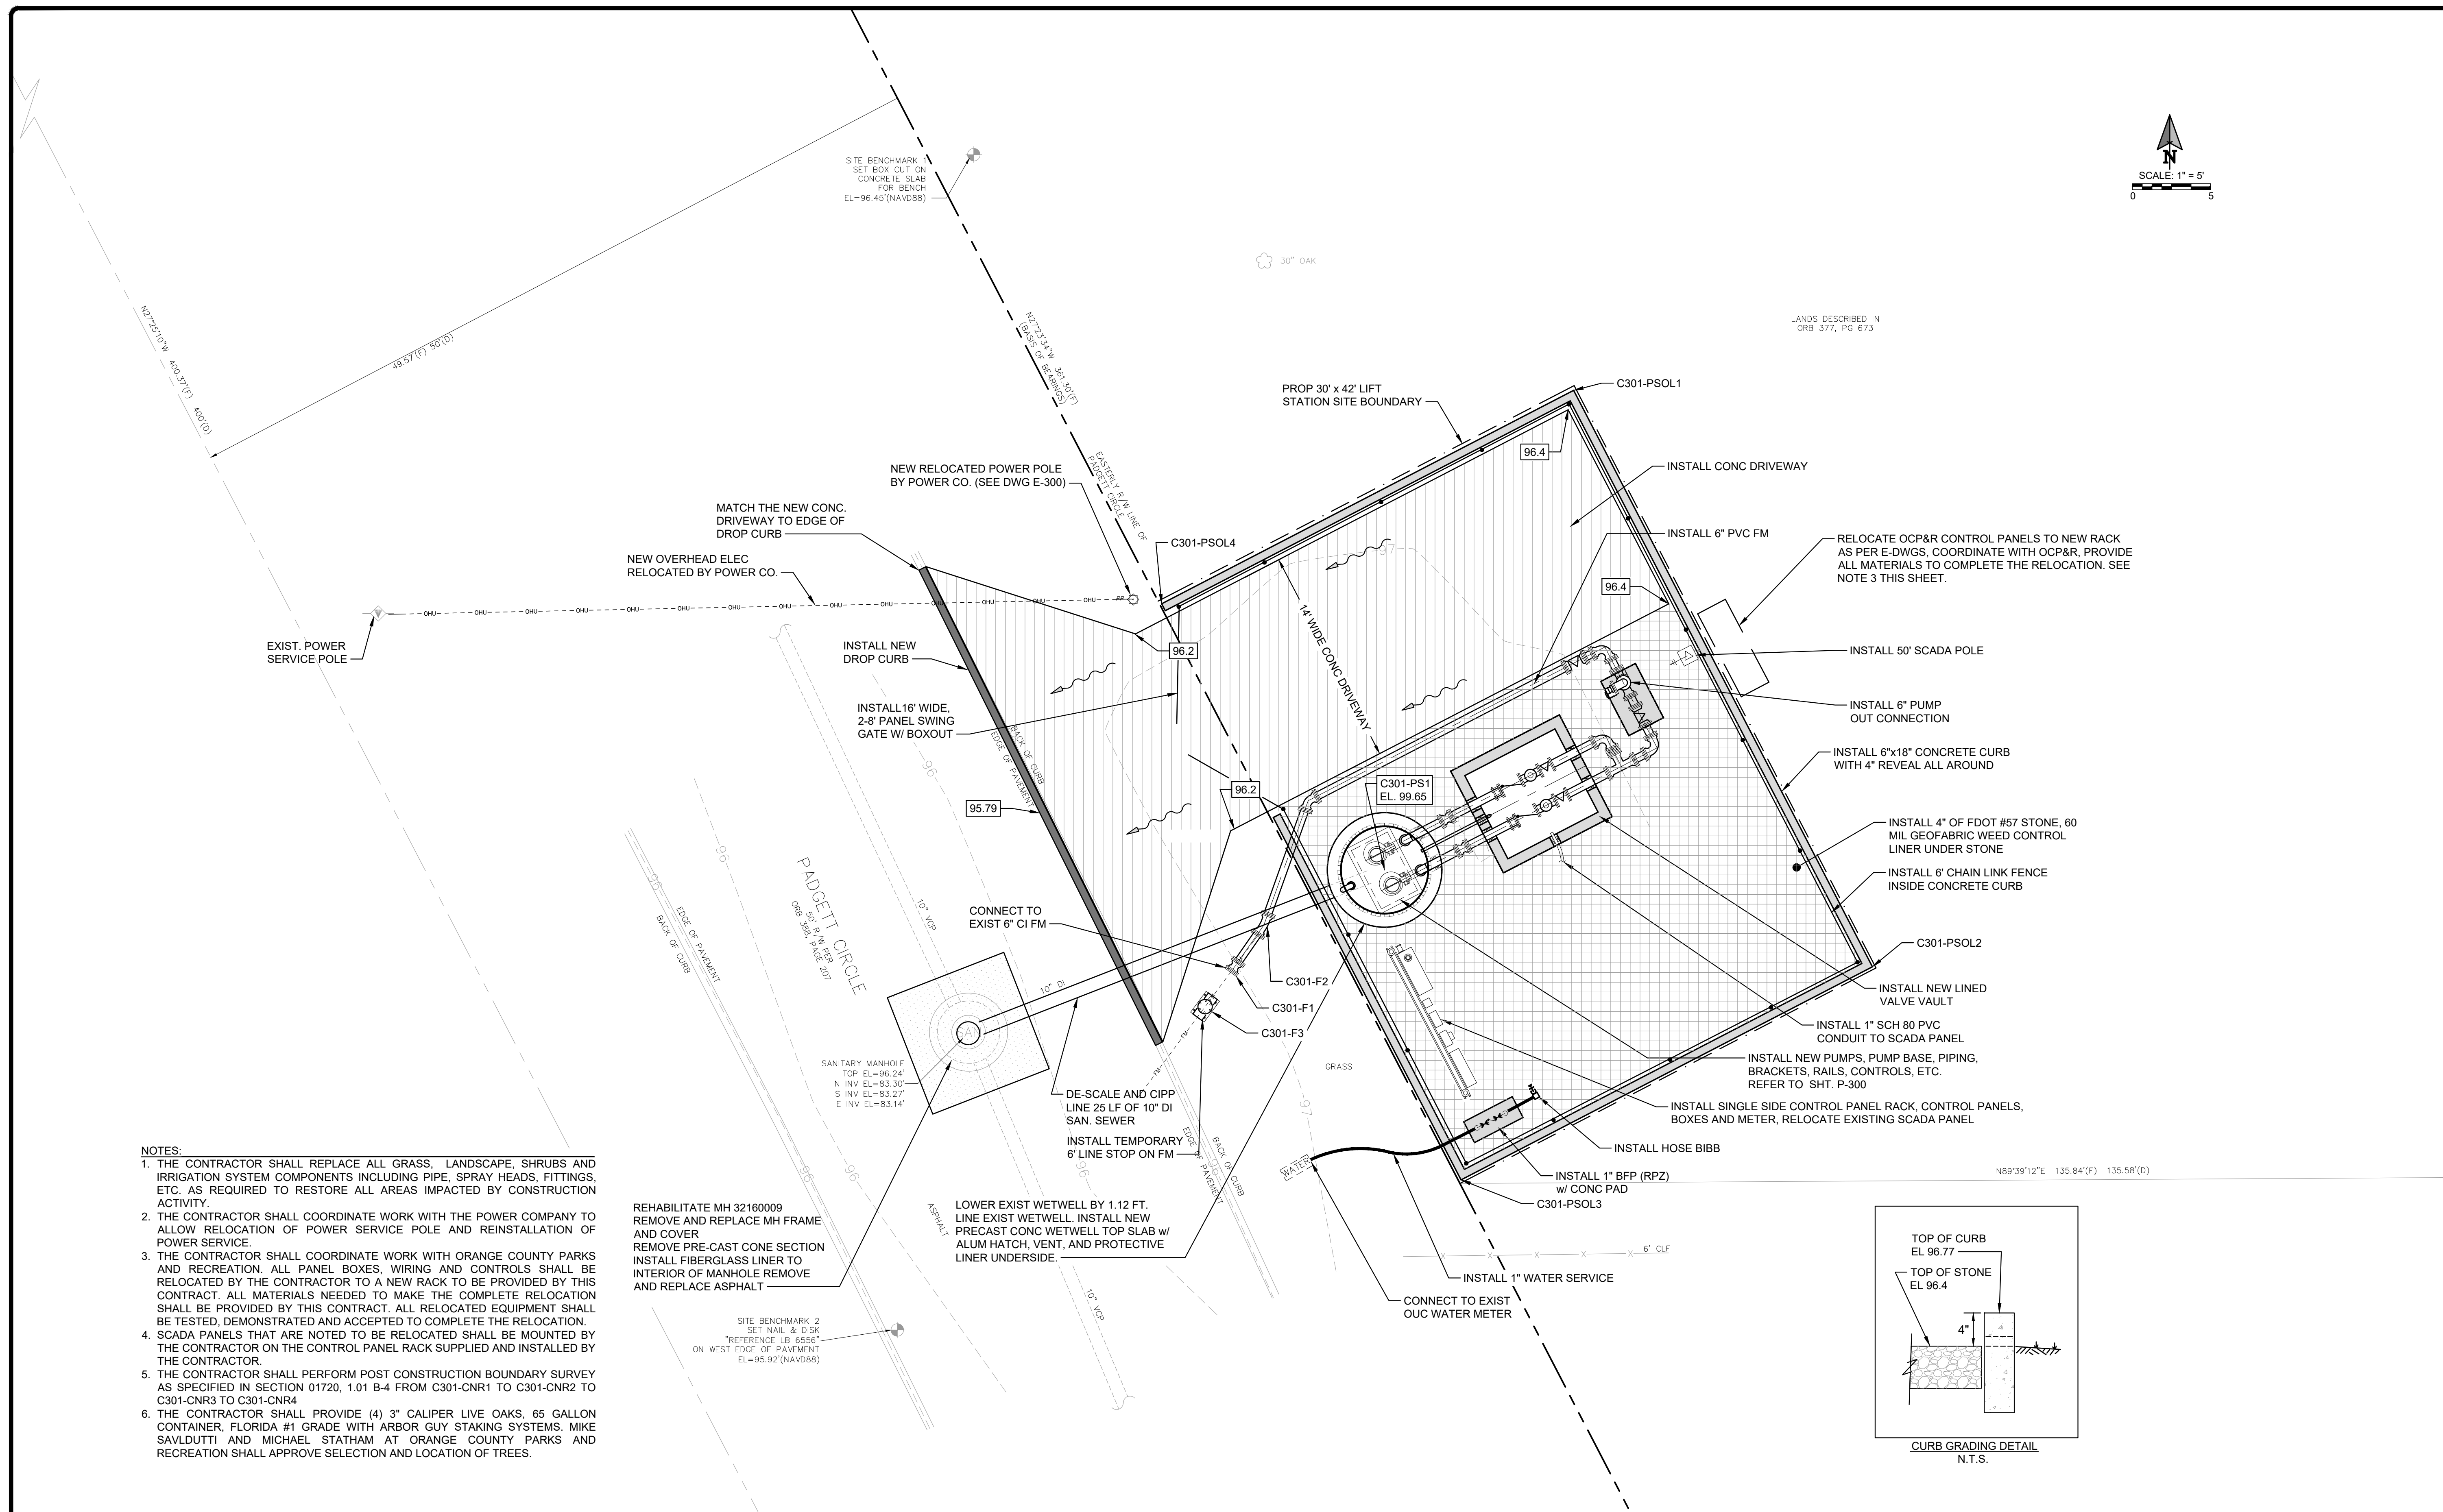 SITE BENCHMARK 1
SET BOX CUT ON
CONCRETE SLAB
FOR BENCH
EL=96.45'(NAVD88)
N
SCALE: 1" = 5'
0 5
30" OAK
LANDS DESCRIBED IN
ORB 377, PG 673
N27°25'10"W 400.37'(F) 400'(D)
49.57'(F) 50'(D)
N27°23'34"W 361.30'(F)
(BASIS OF BEARINGS)
EASTERLY R/W LINE OF
PADGETT CIRCLE
PROP 30' x 42' LIFT
STATION SITE BOUNDARY
C301-PSOL1
96.4
INSTALL CONC DRIVEWAY
NEW RELOCATED POWER POLE
BY POWER CO. (SEE DWG E-300)
MATCH THE NEW CONC.
DRIVEWAY TO EDGE OF
DROP CURB
NEW OVERHEAD ELEC
RELOCATED BY POWER CO.
C301-PSOL4
INSTALL 6" PVC FM
97
RELOCATE OCP&R CONTROL PANELS TO NEW RACK
AS PER E-DWGS, COORDINATE WITH OCP&R, PROVIDE
ALL MATERIALS TO COMPLETE THE RELOCATION. SEE
NOTE 3 THIS SHEET.
96.4
OHU OHU OHU OHU OHU OHU OHU OHU OHU OHU OHU OHU OHU OHU PP
EXIST. POWER
SERVICE POLE
INSTALL NEW
DROP CURB
96.2
14' WIDE CONC DRIVEWAY
INSTALL 50' SCADA POLE
INSTALL16' WIDE,
2-8' PANEL SWING
GATE W/ BOXOUT
INSTALL 6" PUMP
OUT CONNECTION
BACK OF CURB
EDGE OF PAVEMENT
INSTALL 6"x18" CONCRETE CURB
WITH 4" REVEAL ALL AROUND
96
96.2
C301-PS1
EL. 99.65
95.79
INSTALL 4" OF FDOT #57 STONE, 60
MIL GEOFABRIC WEED CONTROL
LINER UNDER STONE
96
96
PADGETT CIRCLE
50' R/W PER
ORB 388, PAGE 207
INSTALL 6' CHAIN LINK FENCE
INSIDE CONCRETE CURB
EDGE OF PAVEMENT
BACK OF CURB
10" VCP
CONNECT TO
EXIST 6" CI FM
C301-PSOL2
10" DI
C301-F2
C301-F1
C301-F3
INSTALL NEW LINED
VALVE VAULT
SAN
FM
FM
INSTALL 1" SCH 80 PVC
CONDUIT TO SCADA PANEL
SANITARY MANHOLE
TOP EL=96.24'
N INV EL=83.30'
S INV EL=83.27'
E INV EL=83.14'
GRASS
INSTALL NEW PUMPS, PUMP BASE, PIPING,
BRACKETS, RAILS, CONTROLS, ETC.
REFER TO SHT. P-300
DE-SCALE AND CIPP
LINE 25 LF OF 10" DI
SAN. SEWER
97
INSTALL SINGLE SIDE CONTROL PANEL RACK, CONTROL PANELS,
BOXES AND METER, RELOCATE EXISTING SCADA PANEL
INSTALL TEMPORARY
6' LINE STOP ON FM
EDGE OF PAVEMENT
BACK OF CURB
96
INSTALL HOSE BIBB
WATER
INSTALL 1" BFP (RPZ)
w/ CONC PAD
N89°39'12"E 135.84'(F) 135.58'(D)
96
96
96
C301-PSOL3
REHABILITATE MH 32160009
REMOVE AND REPLACE MH FRAME
AND COVER
REMOVE PRE-CAST CONE SECTION
INSTALL FIBERGLASS LINER TO
INTERIOR OF MANHOLE REMOVE
AND REPLACE ASPHALT
ASPHALT
LOWER EXIST WETWELL BY 1.12 FT.
LINE EXIST WETWELL. INSTALL NEW
PRECAST CONC WETWELL TOP SLAB w/
ALUM HATCH, VENT, AND PROTECTIVE
LINER UNDERSIDE.
X X X X X 6' CLF
INSTALL 1" WATER SERVICE
CONNECT TO EXIST
OUC WATER METER
10" VCP
SITE BENCHMARK 2
SET NAIL & DISK
"REFERENCE LB 6556"
ON WEST EDGE OF PAVEMENT
EL=95.92'(NAVD88)
NOTES:
1. THE CONTRACTOR SHALL REPLACE ALL GRASS, LANDSCAPE, SHRUBS AND
IRRIGATION SYSTEM COMPONENTS INCLUDING PIPE, SPRAY HEADS, FITTINGS,
ETC. AS REQUIRED TO RESTORE ALL AREAS IMPACTED BY CONSTRUCTION
ACTIVITY.
2. THE CONTRACTOR SHALL COORDINATE WORK WITH THE POWER COMPANY TO
ALLOW RELOCATION OF POWER SERVICE POLE AND REINSTALLATION OF
POWER SERVICE.
3. THE CONTRACTOR SHALL COORDINATE WORK WITH ORANGE COUNTY PARKS
AND RECREATION. ALL PANEL BOXES, WIRING AND CONTROLS SHALL BE
RELOCATED BY THE CONTRACTOR TO A NEW RACK TO BE PROVIDED BY THIS
CONTRACT. ALL MATERIALS NEEDED TO MAKE THE COMPLETE RELOCATION
SHALL BE PROVIDED BY THIS CONTRACT. ALL RELOCATED EQUIPMENT SHALL
BE TESTED, DEMONSTRATED AND ACCEPTED TO COMPLETE THE RELOCATION.
4. SCADA PANELS THAT ARE NOTED TO BE RELOCATED SHALL BE MOUNTED BY
THE CONTRACTOR ON THE CONTROL PANEL RACK SUPPLIED AND INSTALLED BY
THE CONTRACTOR.
5. THE CONTRACTOR SHALL PERFORM POST CONSTRUCTION BOUNDARY SURVEY
AS SPECIFIED IN SECTION 01720, 1.01 B-4 FROM C301-CNR1 TO C301-CNR2 TO
C301-CNR3 TO C301-CNR4
6. THE CONTRACTOR SHALL PROVIDE (4) 3" CALIPER LIVE OAKS, 65 GALLON
CONTAINER, FLORIDA #1 GRADE WITH ARBOR GUY STAKING SYSTEMS. MIKE
SAVLDUTTI AND MICHAEL STATHAM AT ORANGE COUNTY PARKS AND
RECREATION SHALL APPROVE SELECTION AND LOCATION OF TREES.
TOP OF CURB
EL 96.77
TOP OF STONE
EL 96.4
4"
CURB GRADING DETAIL
N.T.S.